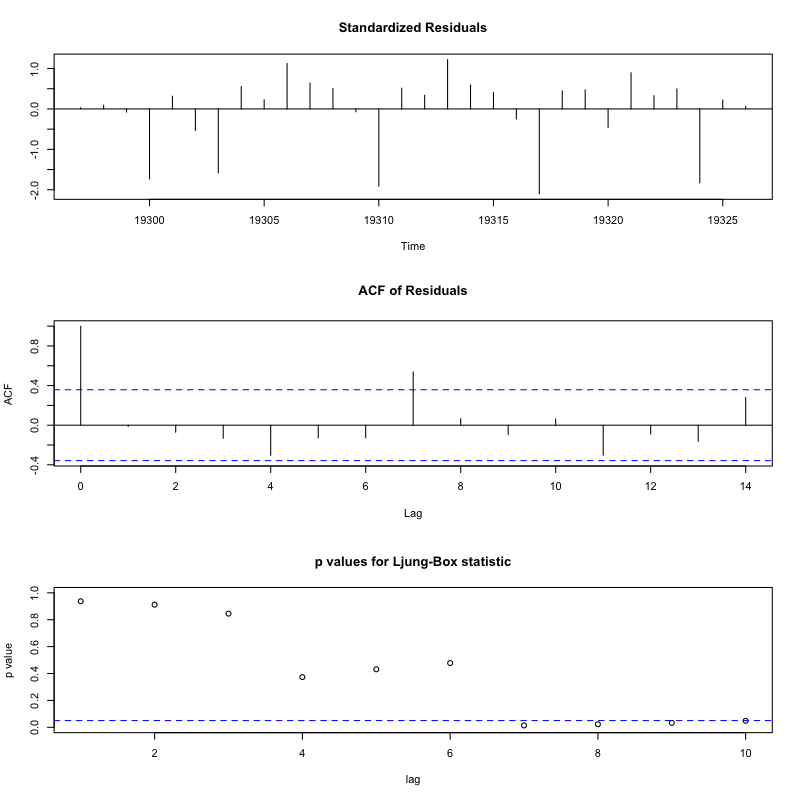 Standardized Residuals
1.0
0.0
-1.0
-2.0
19300 19305 19310 19315 19320 19325
Time
ACF of Residuals
ACF
0.8
0.4
0.0
-0.4
0 2 4 6 8 10 12 14
Lag
p values for Ljung-Box statistic
p value
1.0
0.8
0.6
0.4
0.2
0.0
2 4 6 8 10
lag